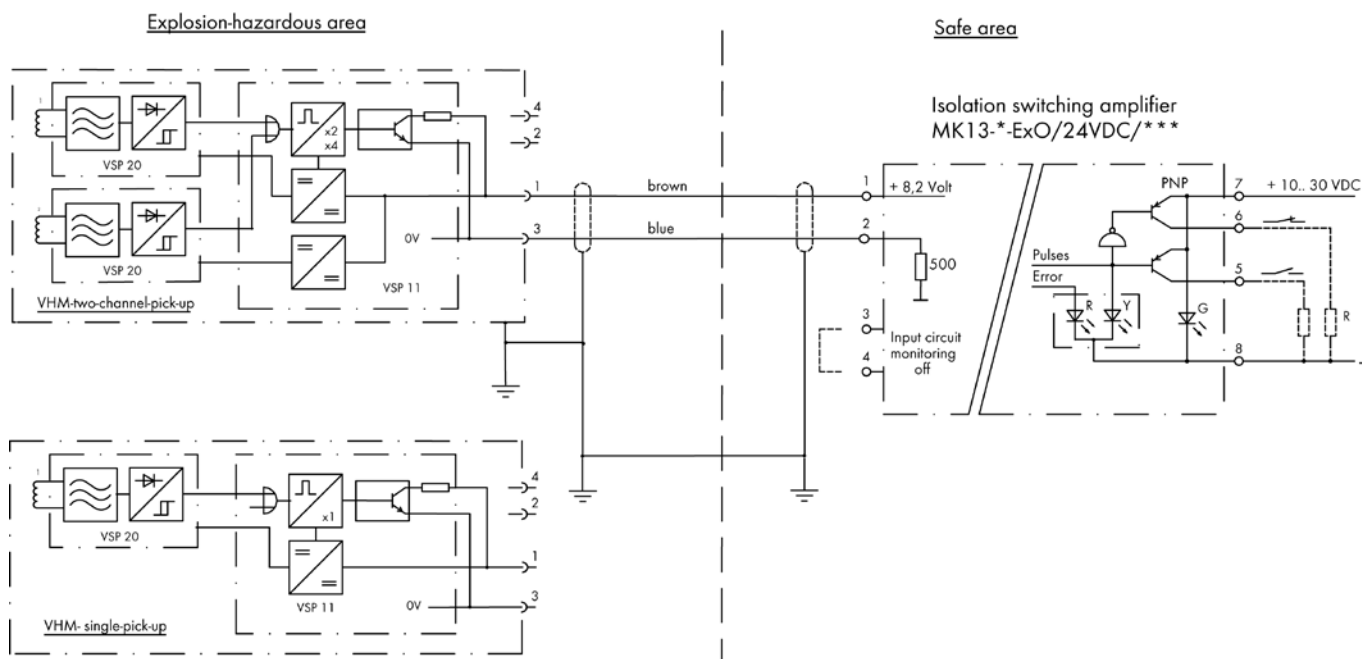 Explosion-hazardous area
Safe area
Isolation switching amplifier
MK13-*-ExO/24VDC/***
VSP 20
x2
x4
4
2
1
3
0V
VSP 20
VSP 11
VHM-two-channel-pick-up
brown
blue
1
+ 8,2 Volt
2
500
3
4
Input circuit
monitoring
off
PNP
7
+ 10.. 30 VDC
6
Pulses
Error
5
R
Y
G
R
8
-
VSP 20
x1
4
2
1
3
0V
VSP 11
VHM- single-pick-up